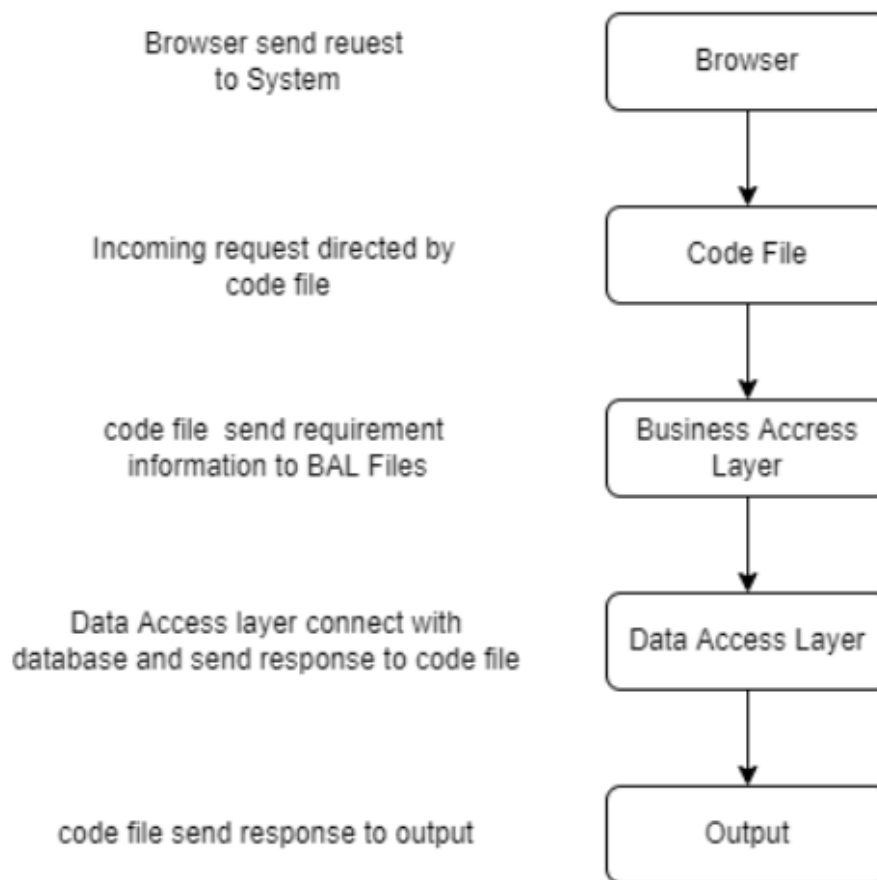 Browser send reuest
to System
Browser
Incoming request directed by
code file
Code File
code file  send requirement
information to BAL Files
Business Accress
Layer
Data Access layer connect with
database and send response to code file
Data Access Layer
code file send response to output
Output